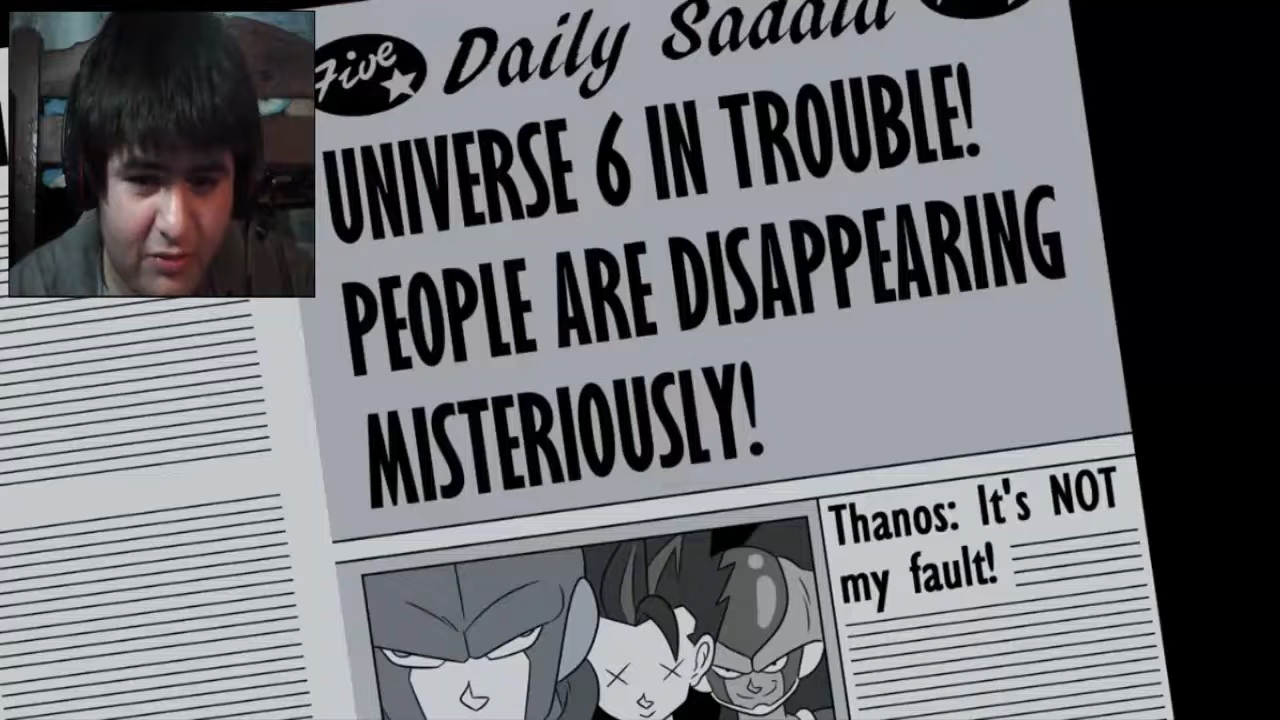 Five Daily Sadala
UNIVERSE 6 IN TROUBLE!
PEOPLE ARE DISAPPEARING
MISTERIOUSLY!
Thanos: It's NOT
my fault!